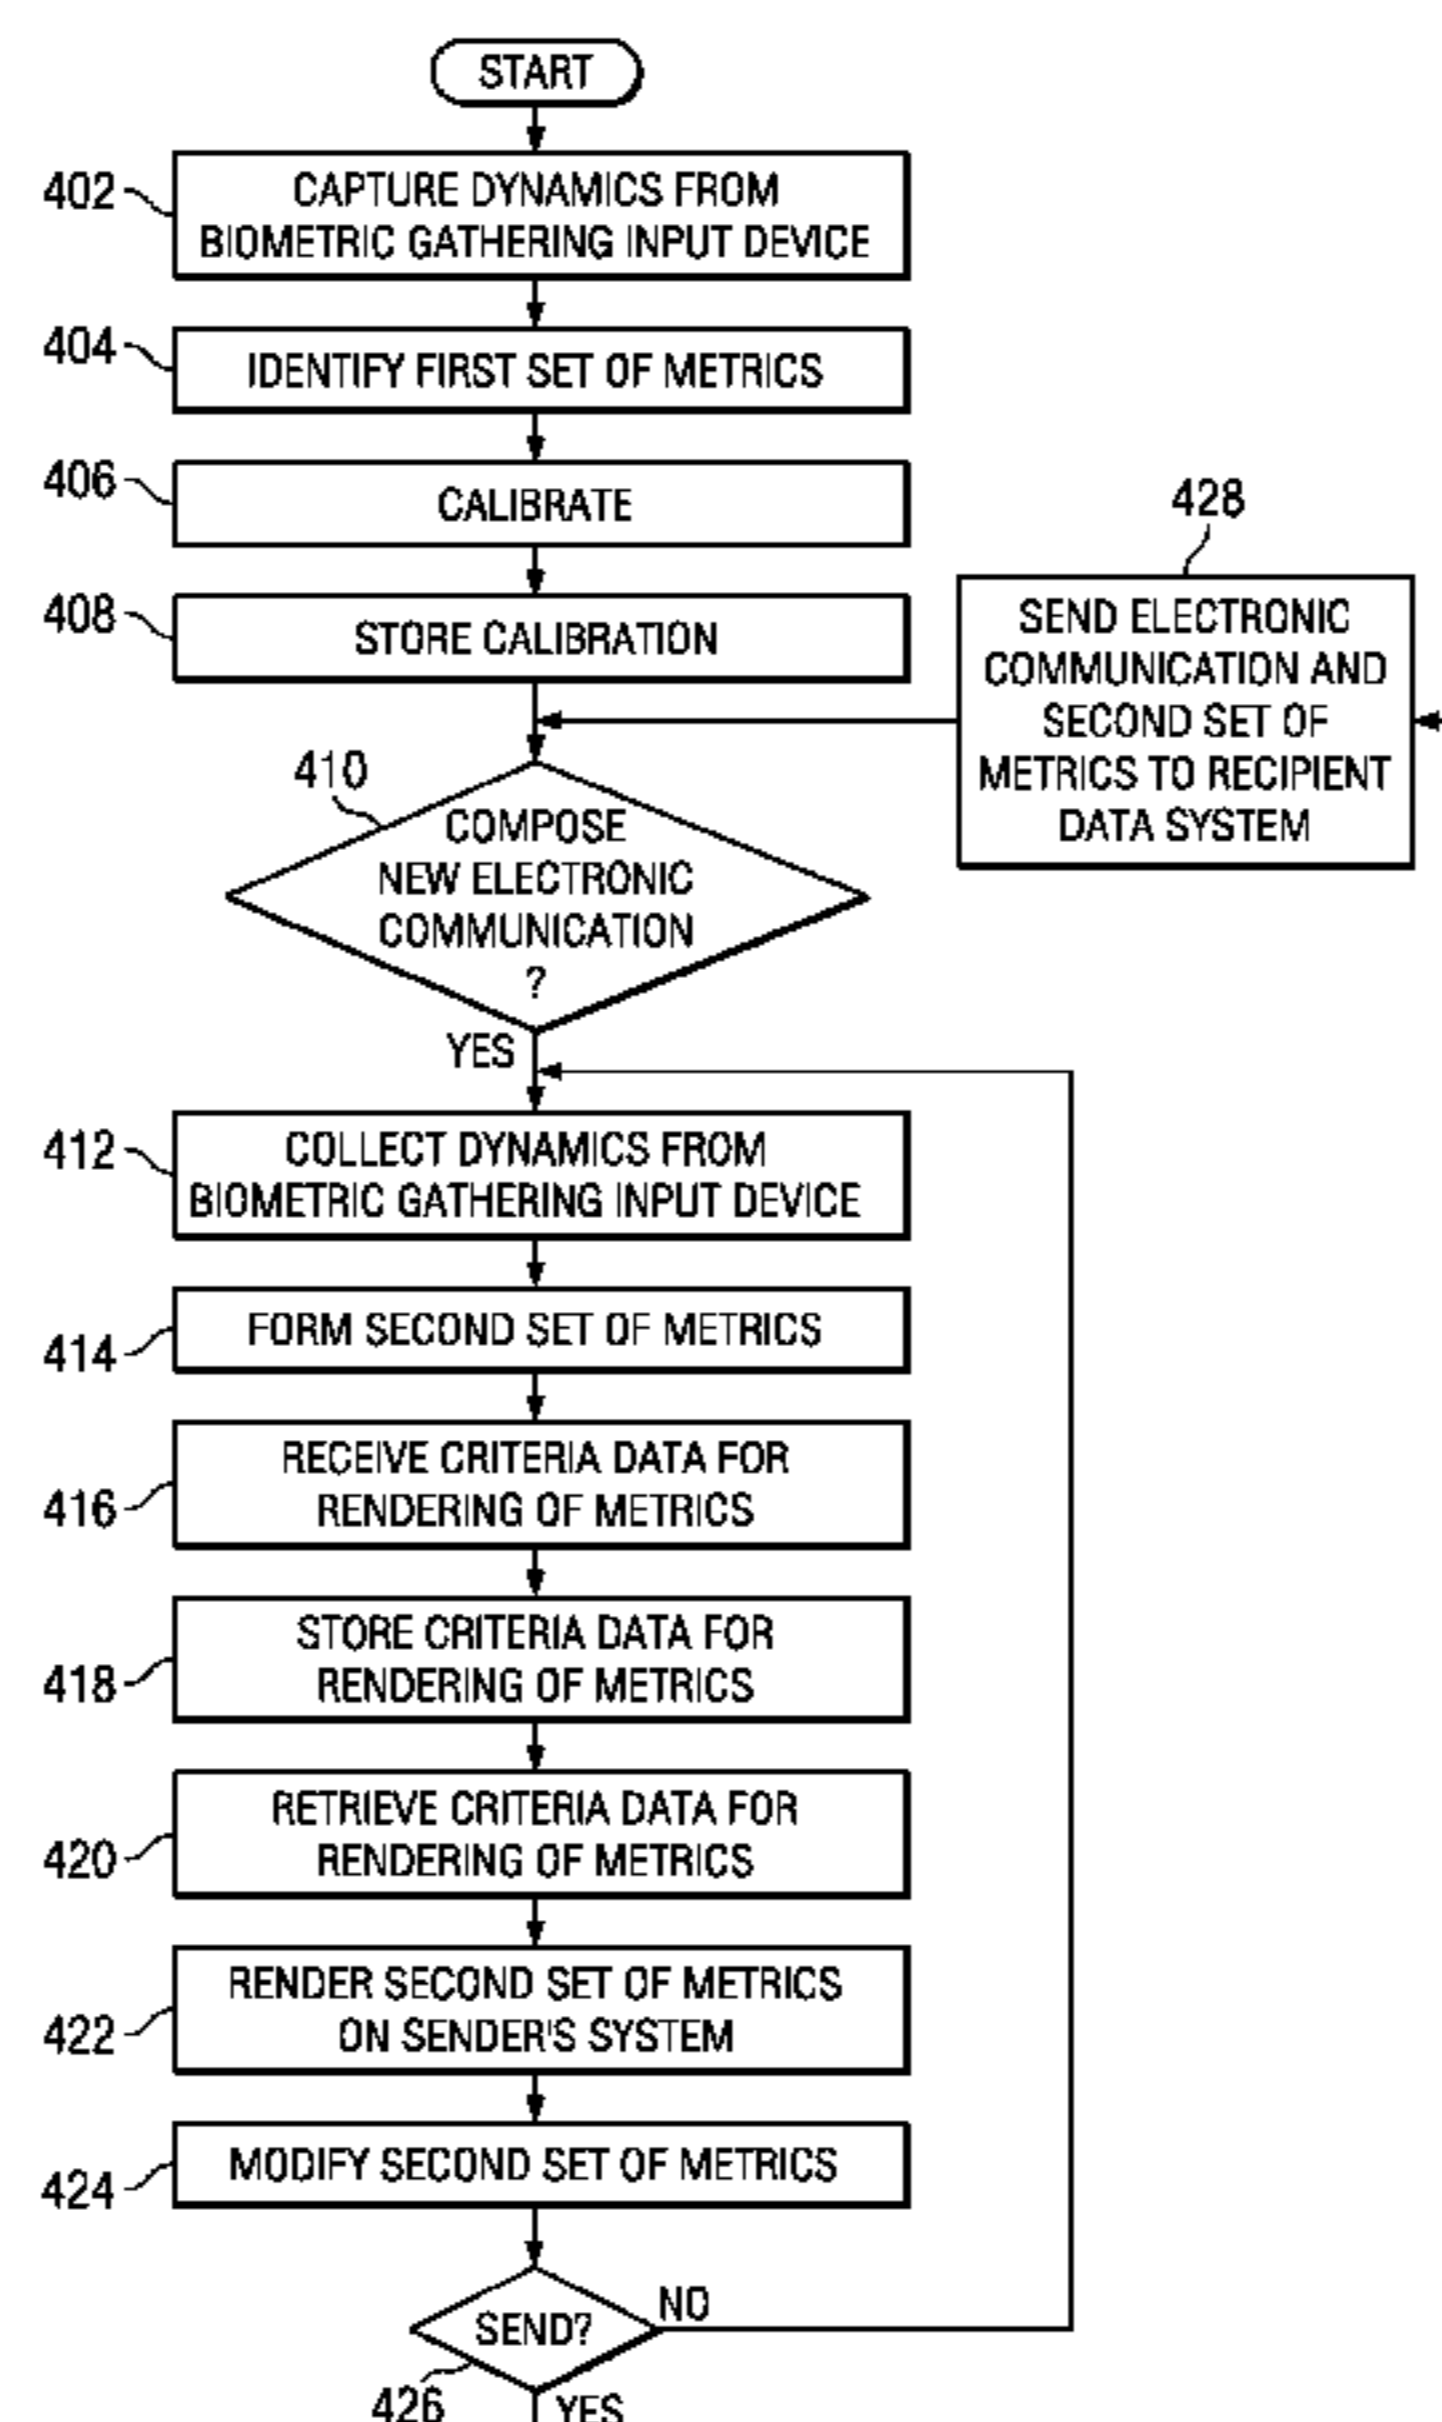 START
402
CAPTURE DYNAMICS FROM
BIOMETRIC GATHERING INPUT DEVICE
404
IDENTIFY FIRST SET OF METRICS
406
CALIBRATE
408
STORE CALIBRATION
428
SEND ELECTRONIC
COMMUNICATION AND
SECOND SET OF
METRICS TO RECIPIENT
DATA SYSTEM
410
COMPOSE
NEW ELECTRONIC
COMMUNICATION
?
YES
412
COLLECT DYNAMICS FROM
BIOMETRIC GATHERING INPUT DEVICE
414
FORM SECOND SET OF METRICS
416
RECEIVE CRITERIA DATA FOR
RENDERING OF METRICS
418
STORE CRITERIA DATA FOR
RENDERING OF METRICS
420
RETRIEVE CRITERIA DATA FOR
RENDERING OF METRICS
422
RENDER SECOND SET OF METRICS
ON SENDER'S SYSTEM
424
MODIFY SECOND SET OF METRICS
SEND?
NO
426
YES